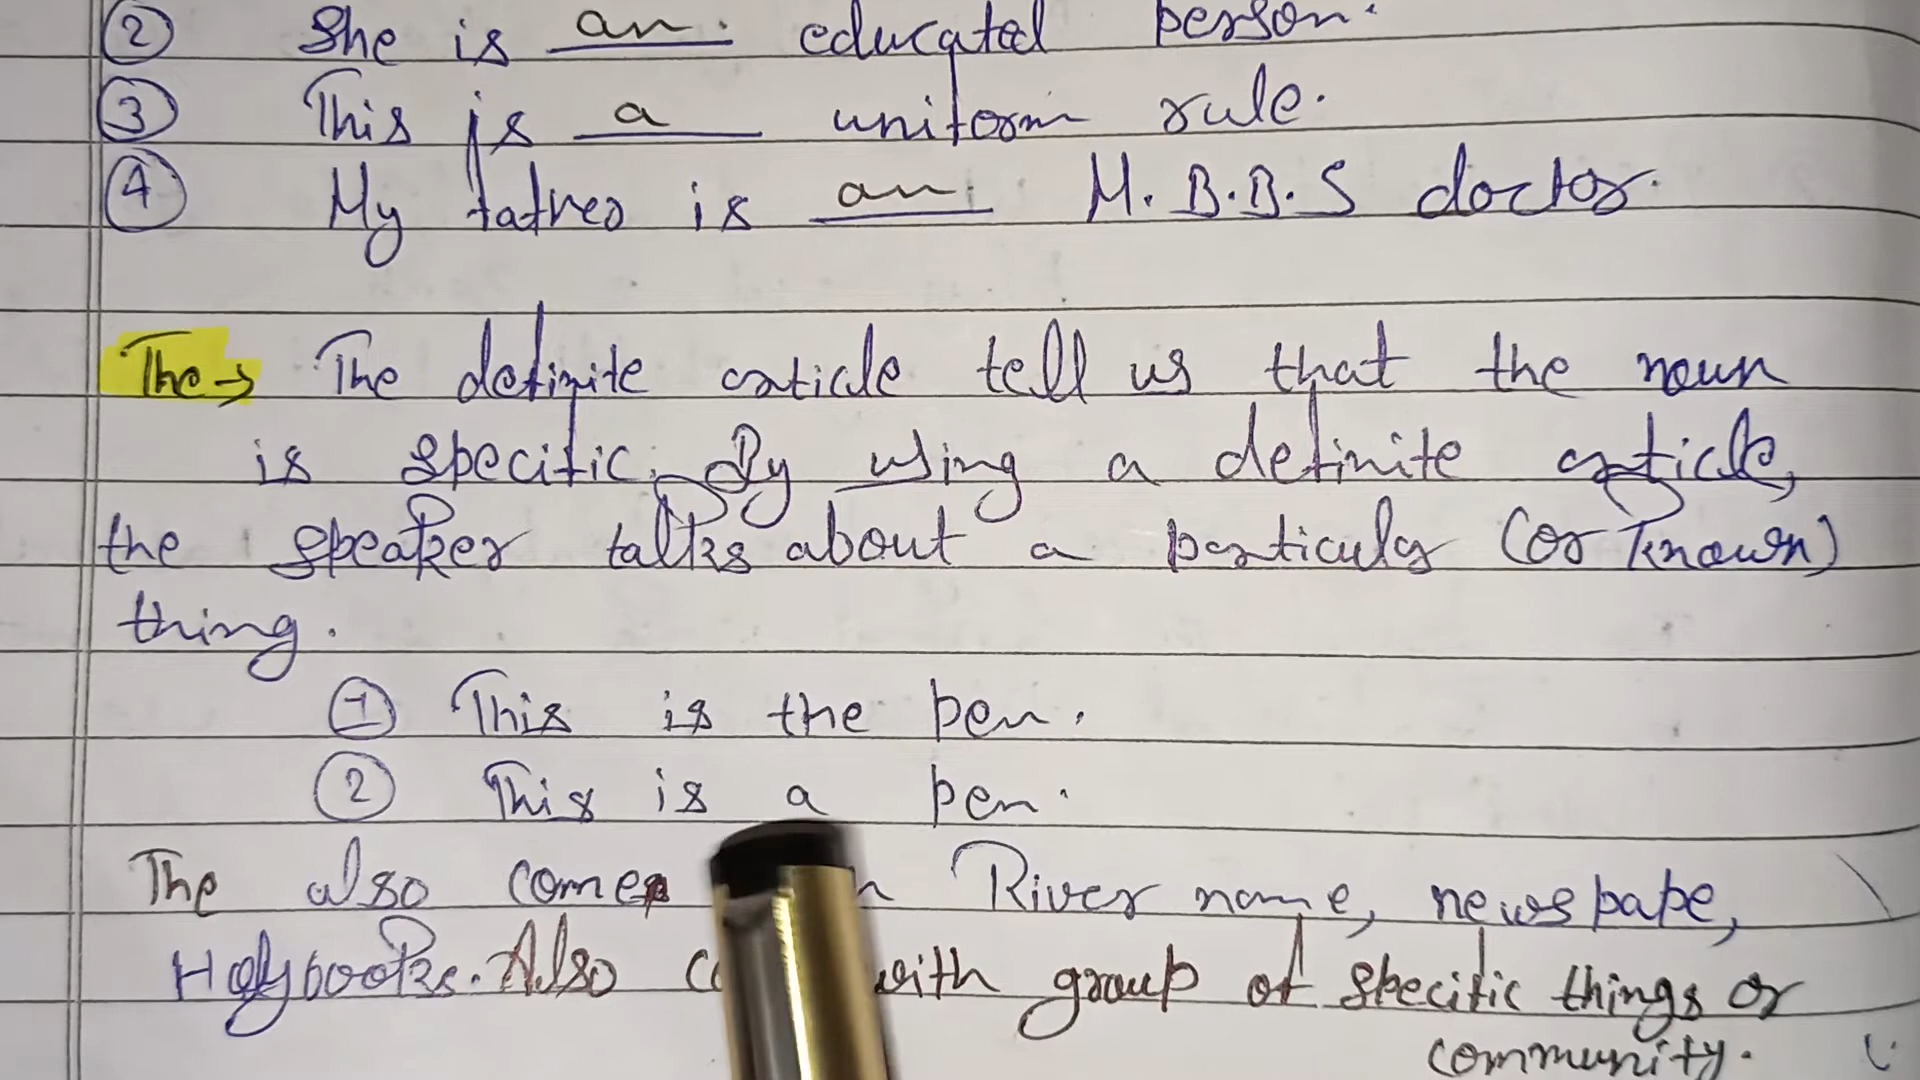 ② She is an educated person.
③ This is a uniform rule.
④ My father is an M.B.B.S doctor.
The → The definite article tell us that the noun
is specific. By using a definite article,
the speaker talks about a particular (or known)
thing.
① This is the pen.
② This is a pen.
The also comes River name, newspape,
Holybooks. Also with group of specific things or
community.